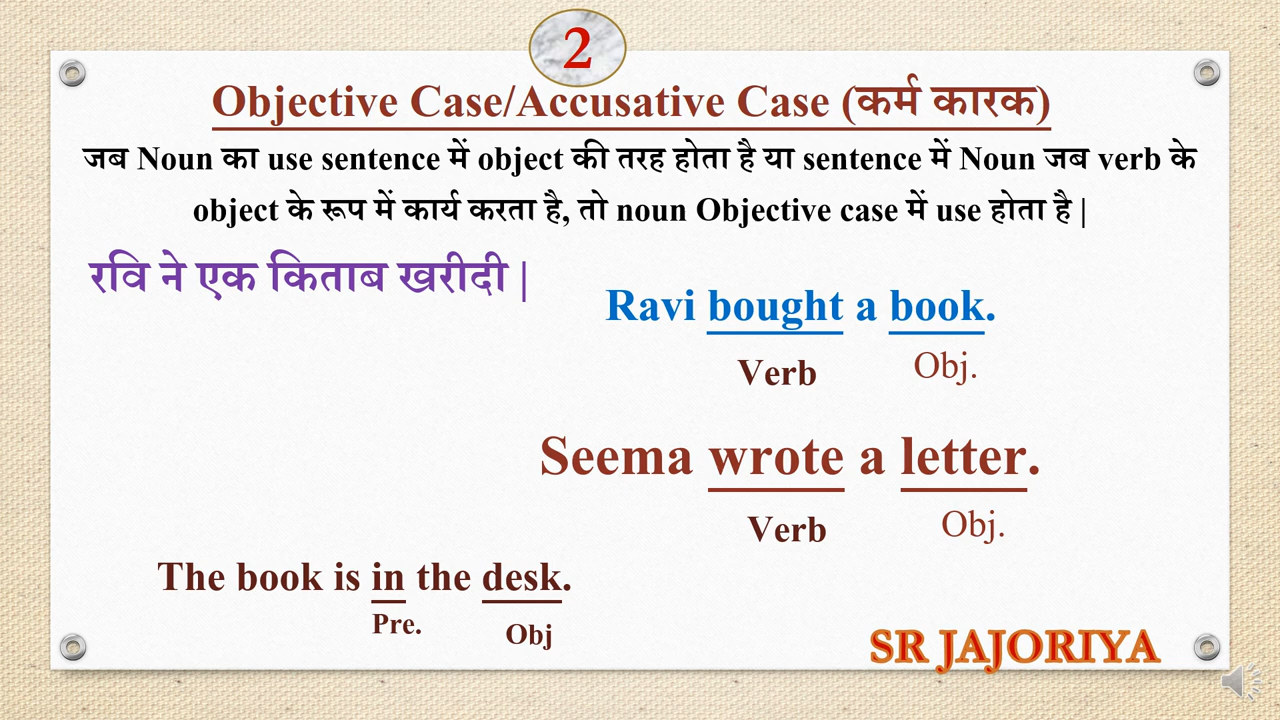 2
Objective Case/Accusative Case (कर्म कारक)
जब Noun का use sentence में object की तरह होता है या sentence में Noun जब verb के
object के रूप में कार्य करता है, तो noun Objective case में use होता है |
रवि ने एक किताब खरीदी |
Ravi bought a book.
Verb Obj.
Seema wrote a letter.
Verb Obj.
The book is in the desk.
Pre. Obj
SR JAJORIYA